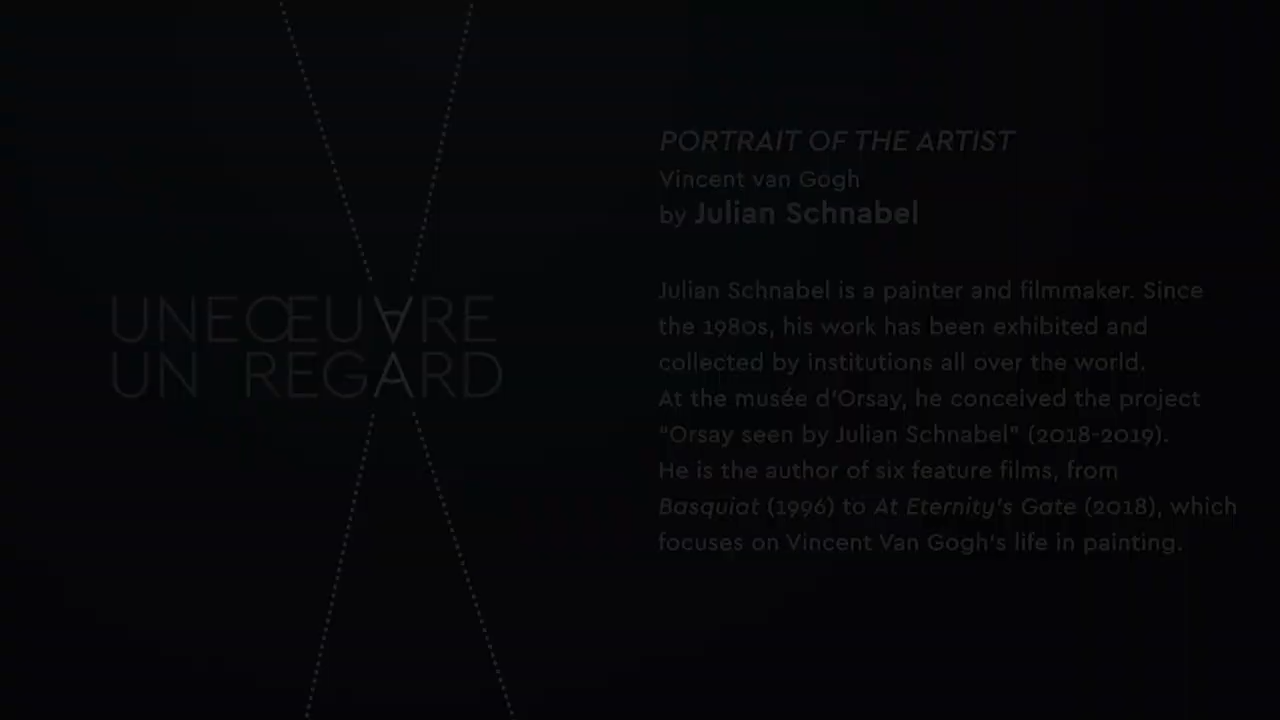 UNE ŒUVRE
UN REGARD
PORTRAIT OF THE ARTIST
Vincent van Gogh
by Julian Schnabel
Julian Schnabel is a painter and filmmaker. Since
the 1980s, his work has been exhibited and
collected by institutions all over the world.
At the musée d'Orsay, he conceived the project
"Orsay seen by Julian Schnabel" (2018-2019).
He is the author of six feature films, from
Basquiat (1996) to At Eternity's Gate (2018), which
focuses on Vincent Van Gogh's life in painting.